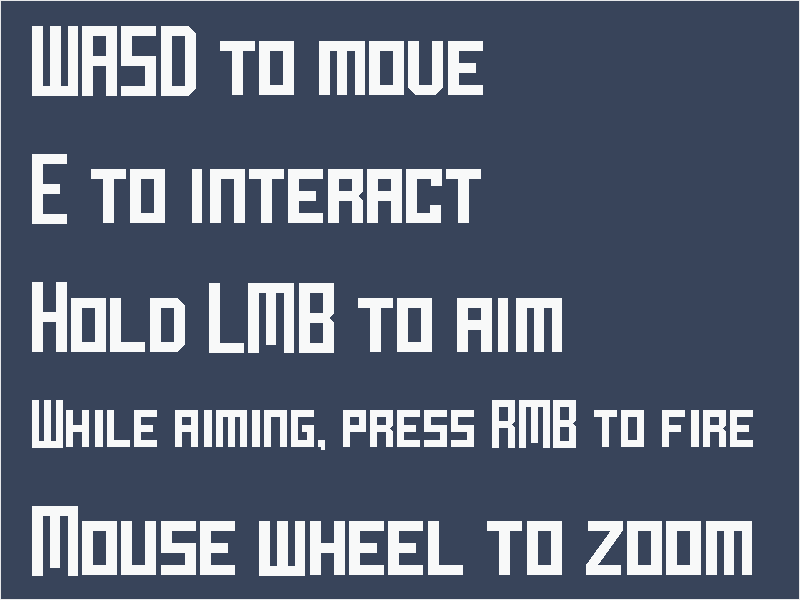 WASD to move
E to interact
Hold LMB to aim
While aiming, press RMB to fire
Mouse wheel to zoom